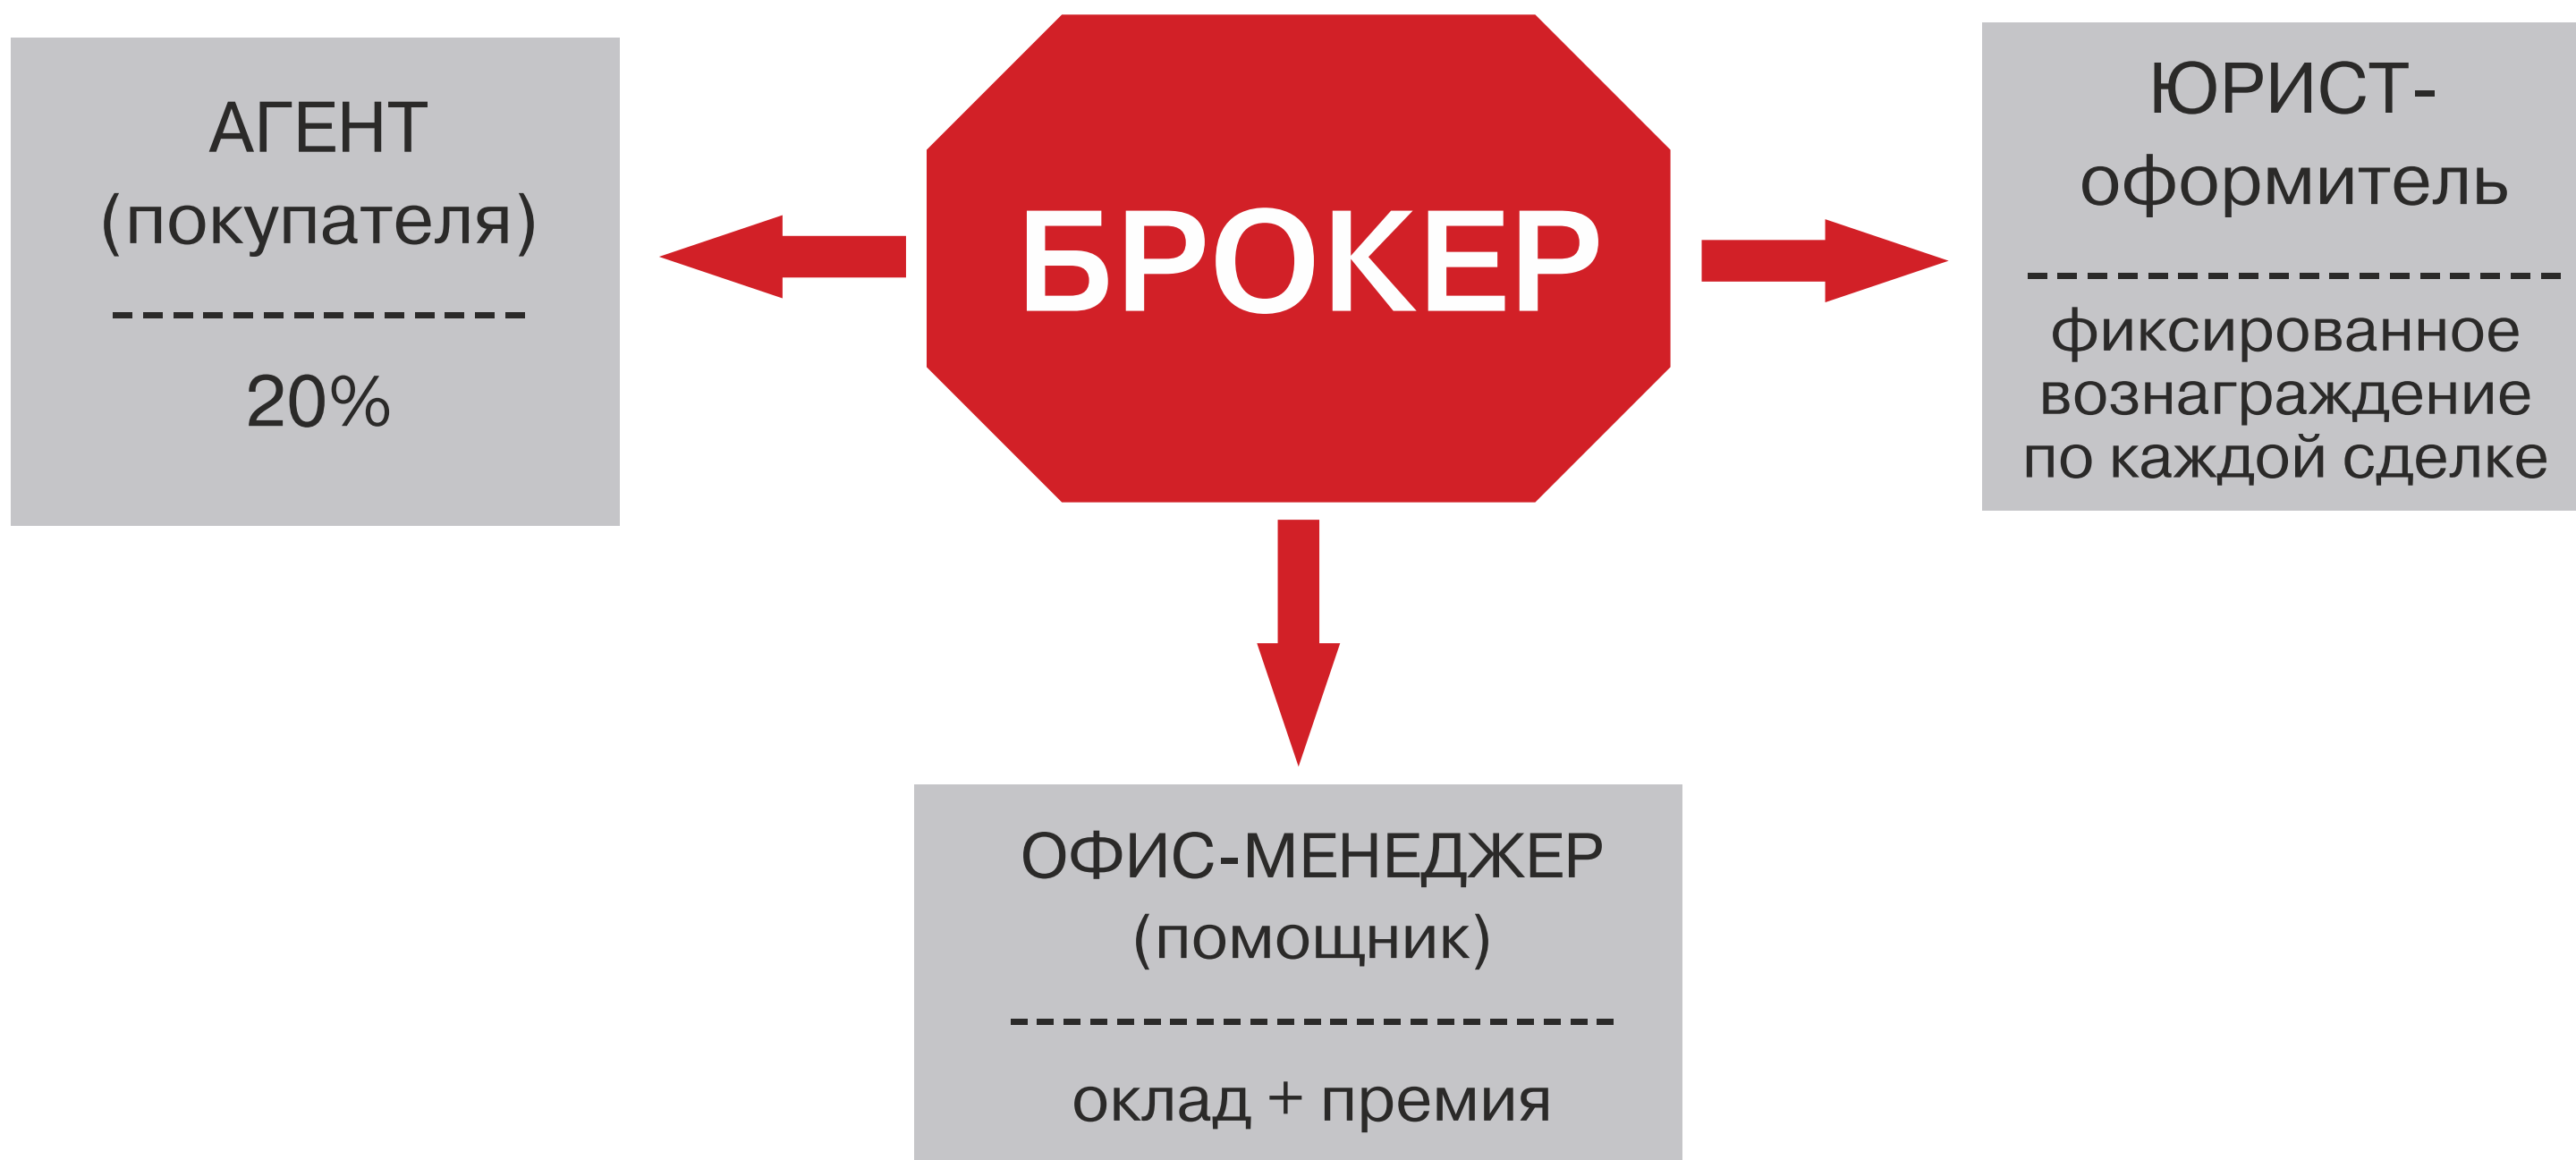 АГЕНТ
(покупателя)
20%
БРОКЕР
ЮРИСТ-
оформитель
фиксированное
вознаграждение
по каждой сделке
ОФИС-МЕНЕДЖЕР
(помощник)
оклад + премия